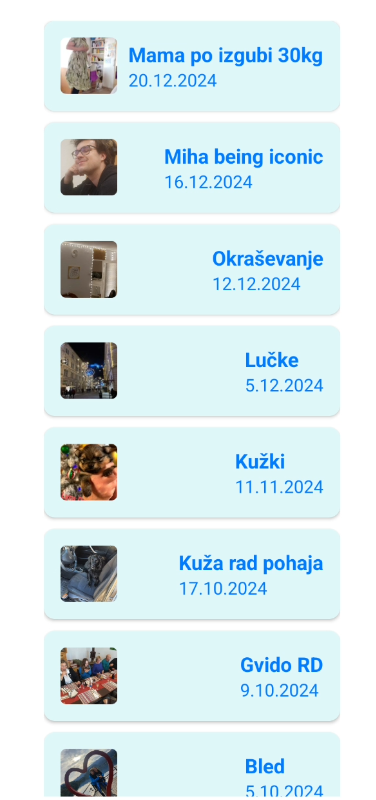 Mama po izgubi 30kg
20.12.2024
Miha being iconic
16.12.2024
Okraševanje
12.12.2024
Lučke
5.12.2024
Kužki
11.11.2024
Kuža rad pohaja
17.10.2024
Gvido RD
9.10.2024
Bled
5.10.2024